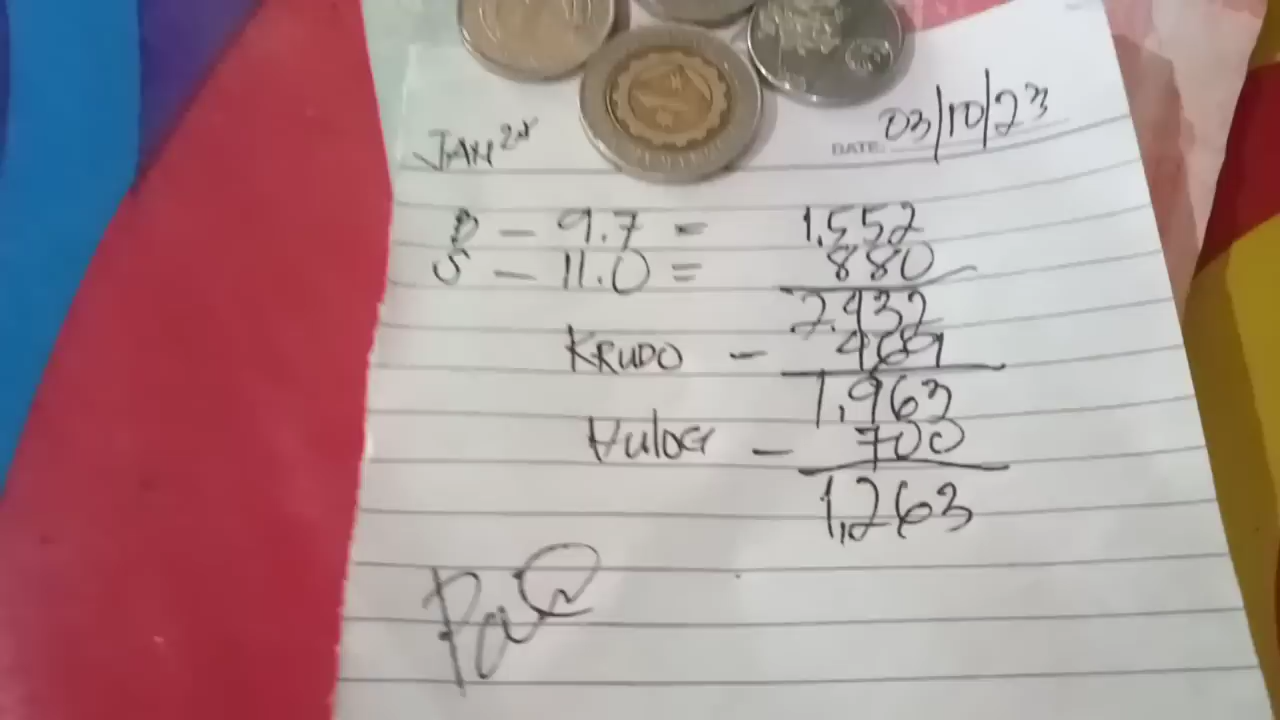 JAN 2nd
DATE: 03/10/23
B - 9.7 = 1,552
S - 11.0 = 880
2,432
KRUDO - 469
1,963
Hulog - 700
1,263